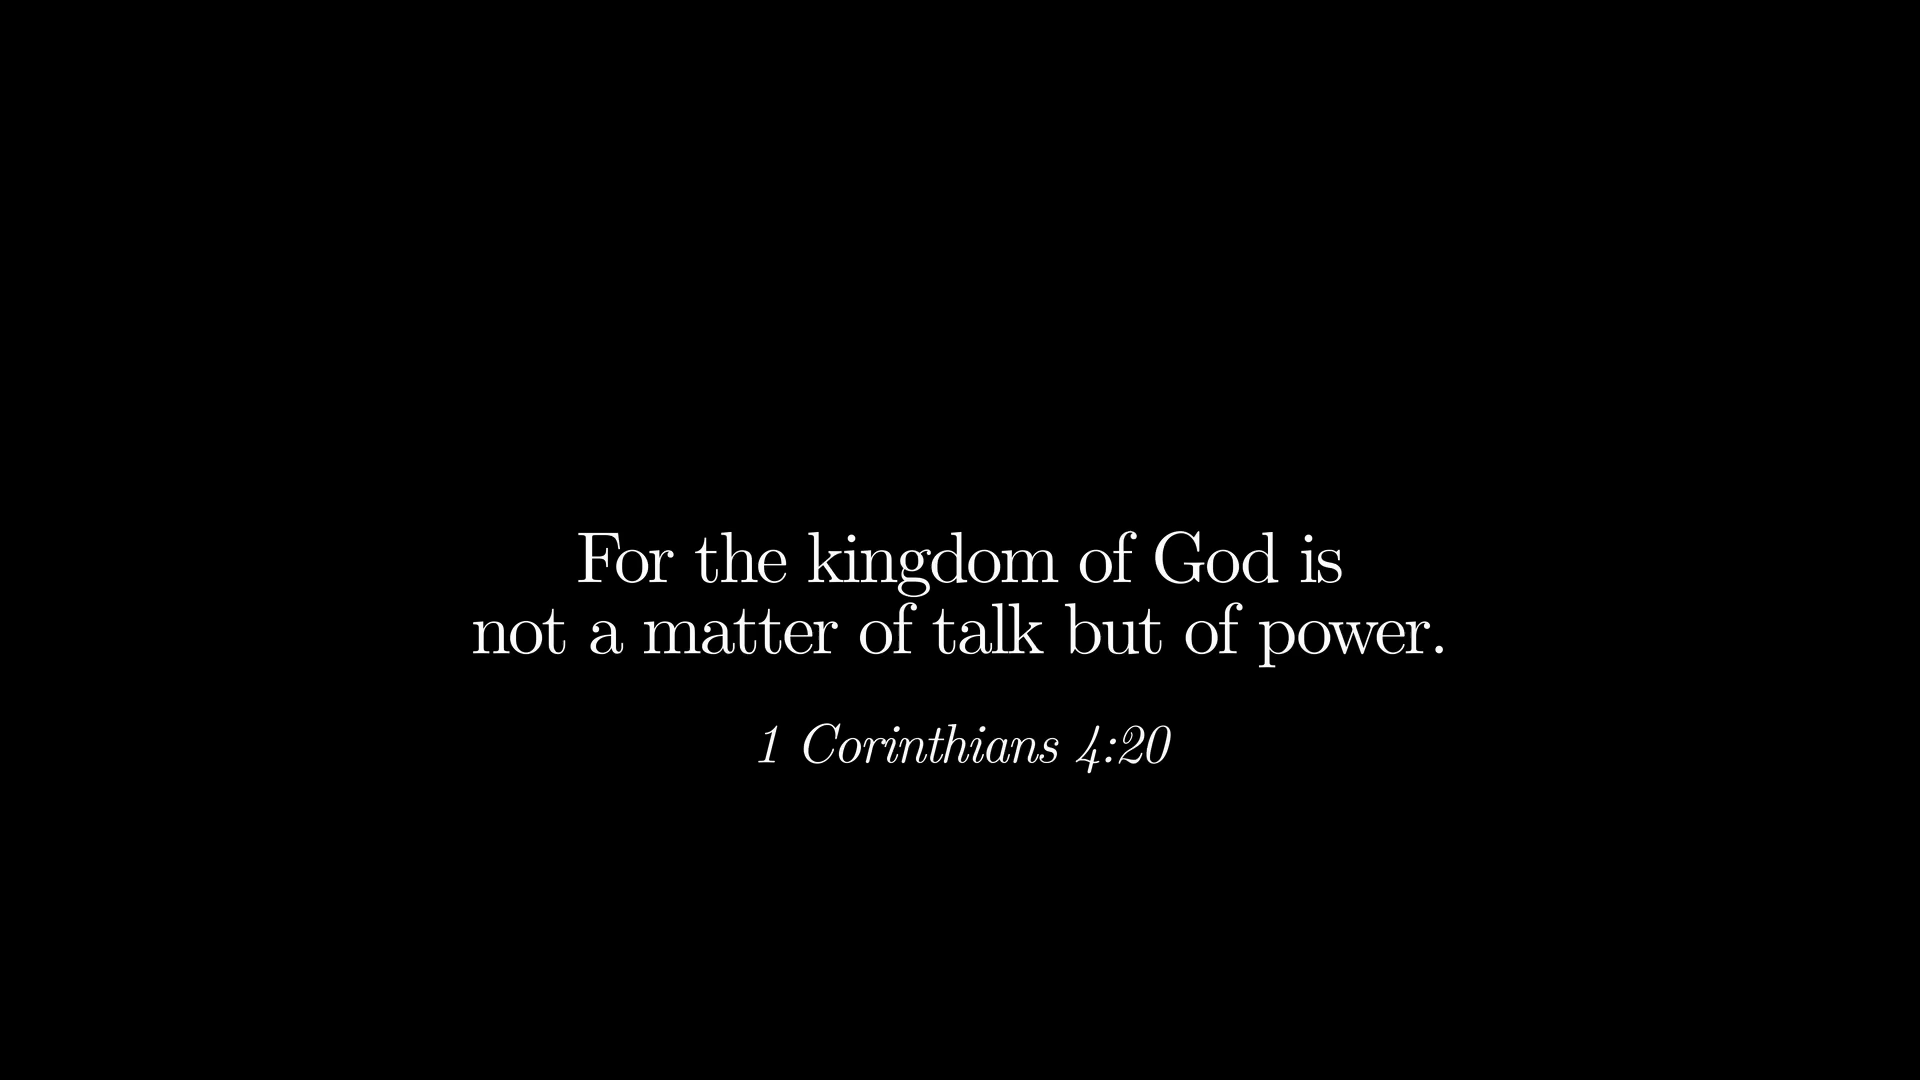 For the kingdom of God is
not a matter of talk but of power.
1 Corinthians 4:20